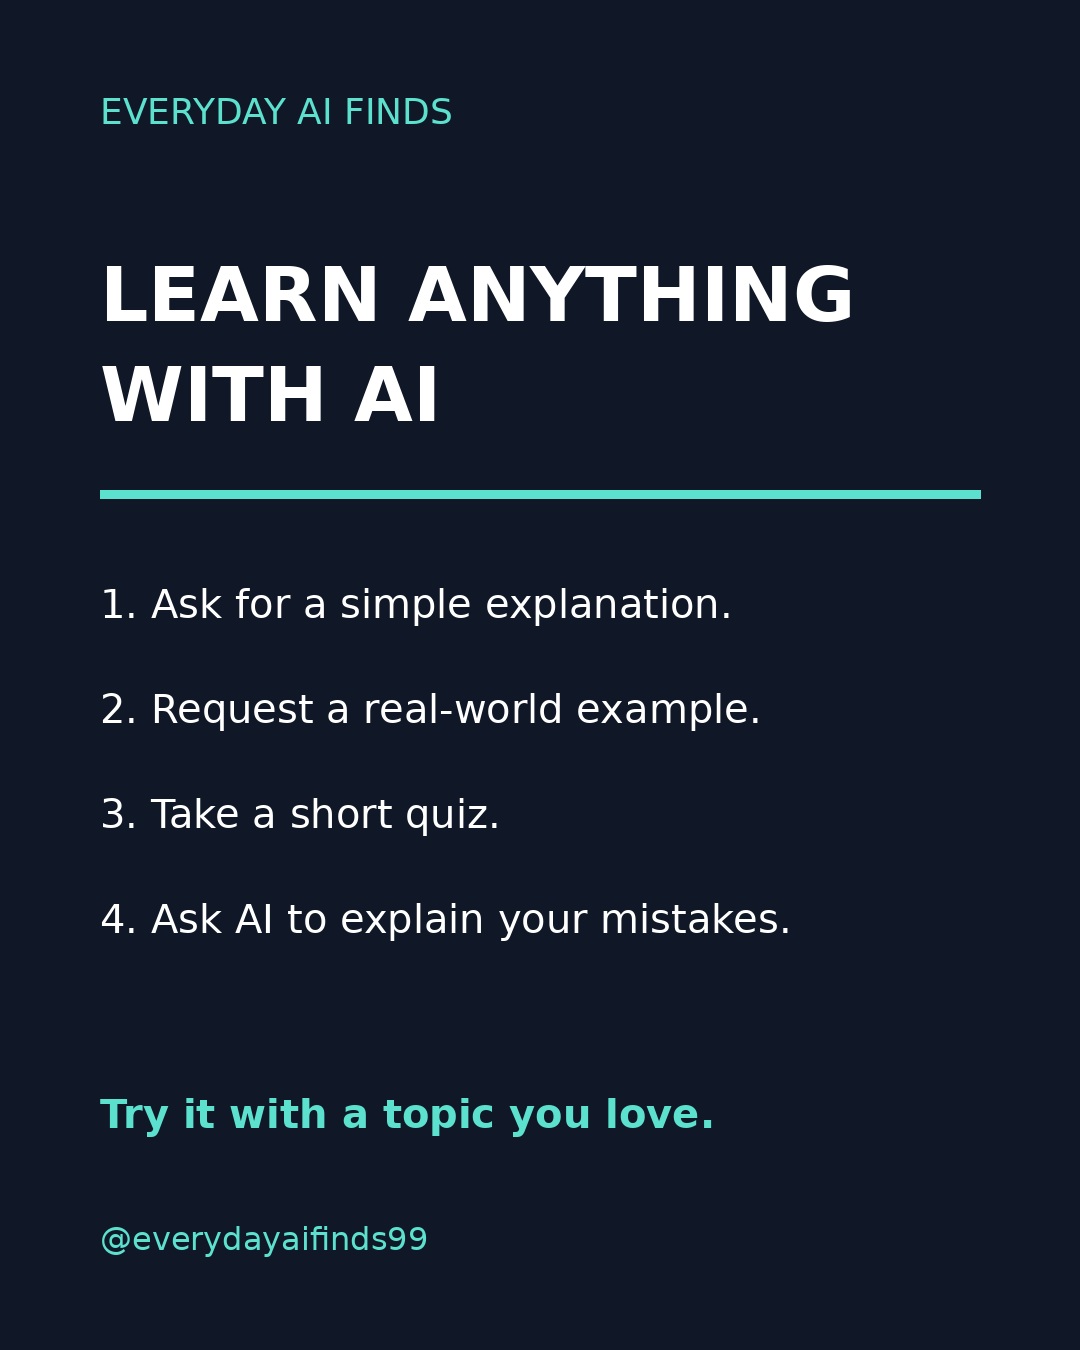 EVERYDAY AI FINDS
LEARN ANYTHING
WITH AI
1. Ask for a simple explanation.
2. Request a real-world example.
3. Take a short quiz.
4. Ask AI to explain your mistakes.
Try it with a topic you love.
@everydayaifinds99